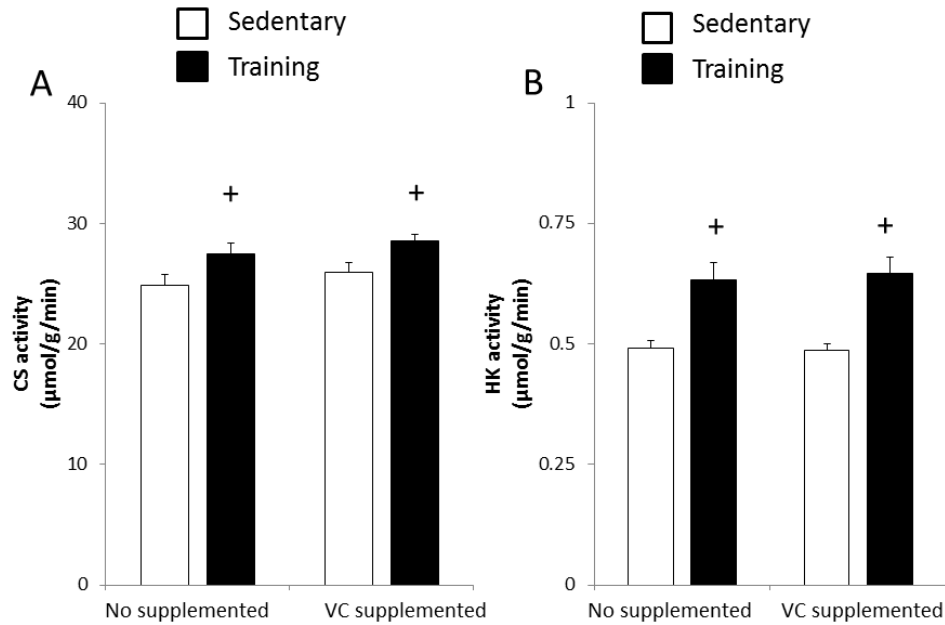 Sedentary
Training
A
40
30
20
10
0
CS activity
(µmol/g/min)
+
+
No supplemented
VC supplemented
Sedentary
Training
B
1
0.75
0.5
0.25
0
HK activity
(µmol/g/min)
+
+
No supplemented
VC supplemented